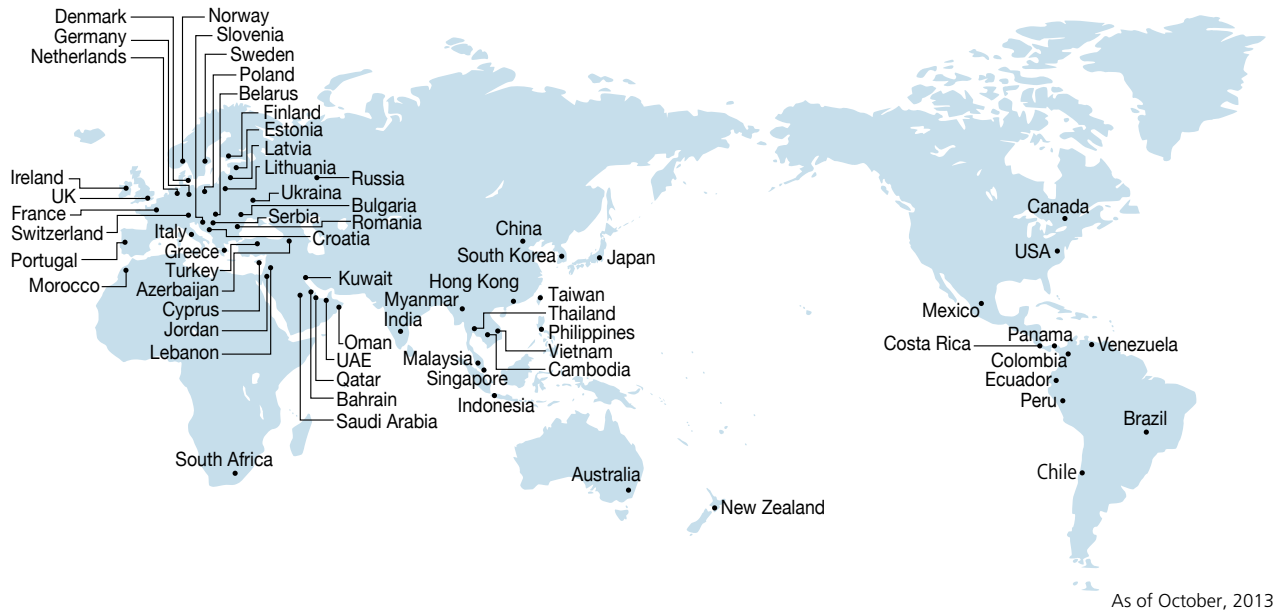 Denmark
Norway
Germany
Slovenia
Netherlands
Sweden
Poland
Belarus
Finland
Estonia
Latvia
Lithuania
Ireland
Russia
UK
Ukraina
France
Bulgaria
Serbia
Romania
Switzerland
Italy
Croatia
Portugal
Greece
Turkey
Morocco
Azerbaijan
Kuwait
Cyprus
Jordan
Lebanon
Oman
UAE
Qatar
Bahrain
Saudi Arabia
South Africa
China
South Korea
Japan
Hong Kong
Myanmar
Taiwan
India
Thailand
Philippines
Vietnam
Malaysia
Cambodia
Singapore
Indonesia
Australia
New Zealand
Canada
USA
Mexico
Costa Rica
Panama
Venezuela
Colombia
Ecuador
Peru
Brazil
Chile
As of October, 2013